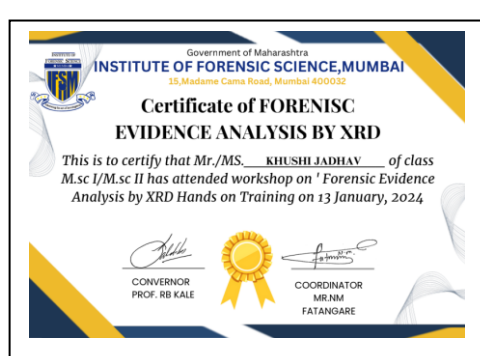 Government of Maharashtra
INSTITUTE OF FORENSIC SCIENCE,MUMBAI
15,Madame Cama Road, Mumbai 400032
Certificate of FORENISC
EVIDENCE ANALYSIS BY XRD
This is to certify that Mr./MS.___KHUSHI JADHAV___ of class
M.sc I/M.sc II has attended workshop on ' Forensic Evidence
Analysis by XRD Hands on Training on 13 January, 2024
CONVERNOR
PROF. RB KALE
COORDINATOR
MR.NM
FATANGARE